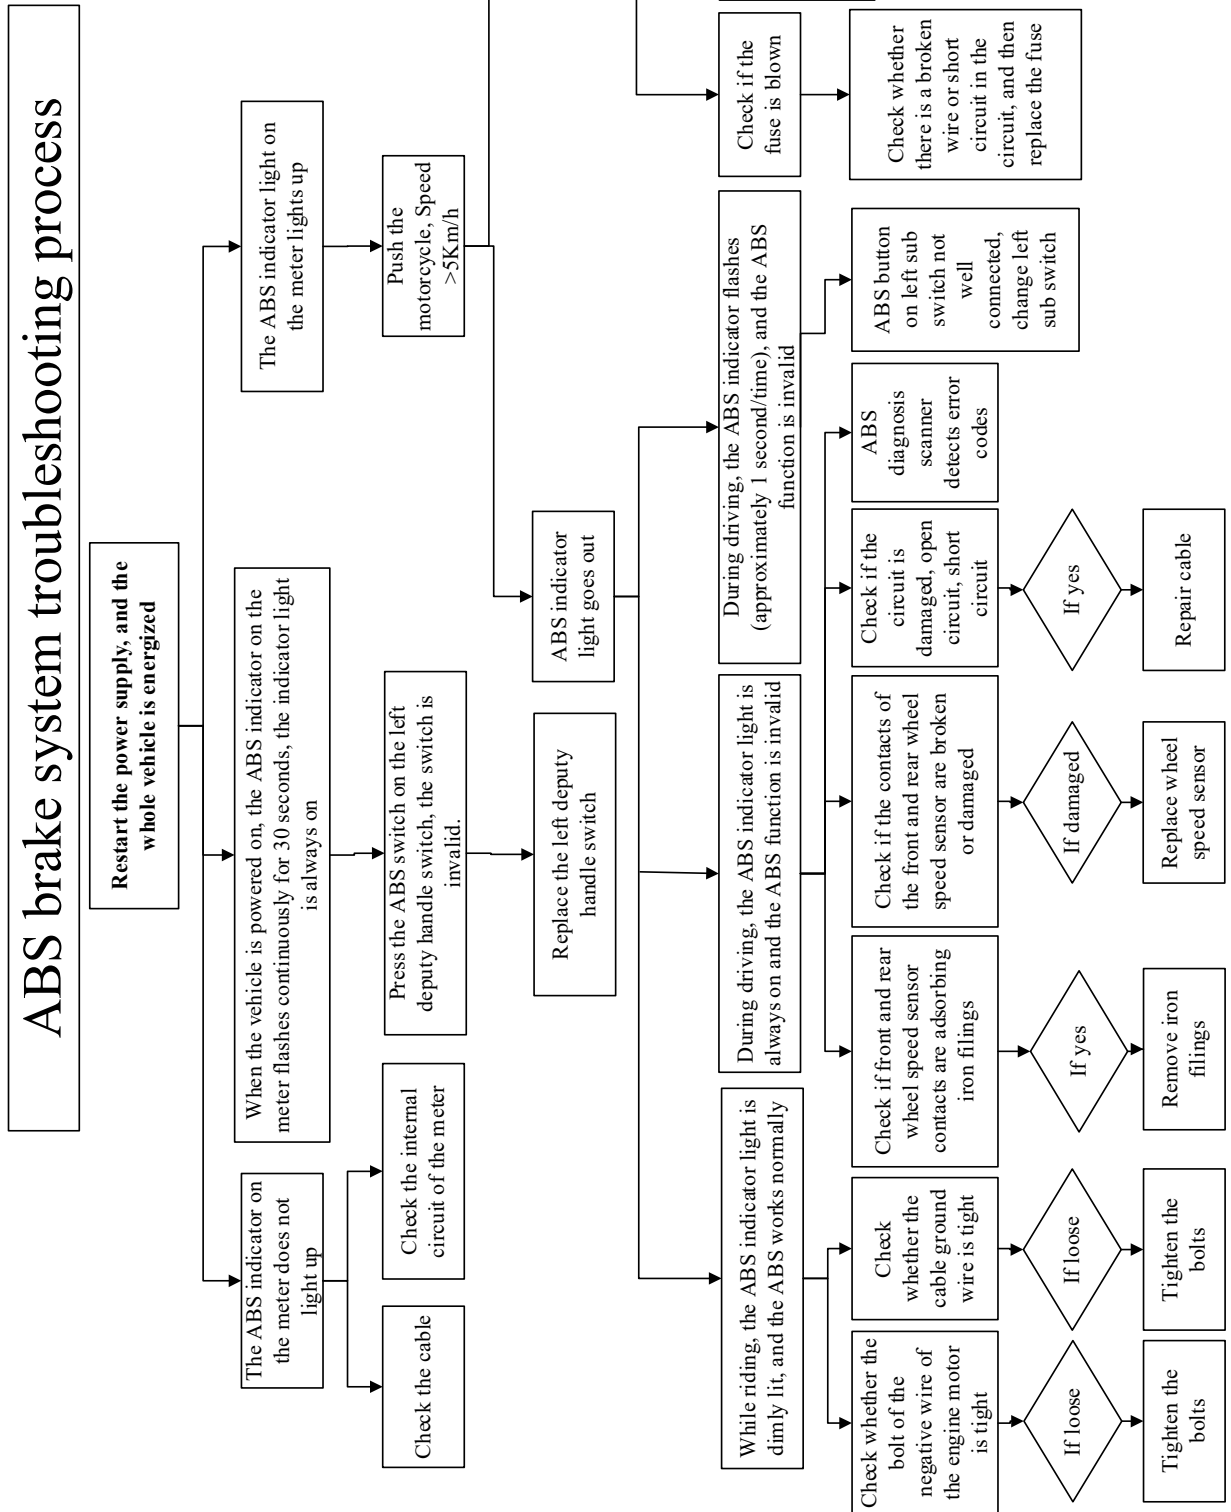 ABS brake system troubleshooting process
Restart the power supply, and the
whole vehicle is energized
The ABS indicator on
the meter does not
light up
When the vehicle is powered on, the ABS indicator on the
meter flashes continuously for 30 seconds, the indicator light
is always on
The ABS indicator light on
the meter lights up
Check the cable
Check the internal
circuit of the meter
Press the ABS switch on the left
deputy handle switch, the switch is
invalid.
Push the
motorcycle, Speed
>5Km/h
Replace the left deputy
handle switch
ABS indicator
light goes out
While riding, the ABS indicator light is
dimly lit, and the ABS works normally
During driving, the ABS indicator light is
always on and the ABS function is invalid
During driving, the ABS indicator flashes
(approximately 1 second/time), and the ABS
function is invalid
Check if the
fuse is blown
Check whether the
bolt of the
negative wire of
the engine motor
is tight
Check
whether the
cable ground
wire is tight
Check if front and rear
wheel speed sensor
contacts are adsorbing
iron filings
Check if the contacts of
the front and rear wheel
speed sensor are broken
or damaged
Check if the
circuit is
damaged, open
circuit, short
circuit
ABS
diagnosis
scanner
detects error
codes
ABS button
on left sub
switch not
well
connected,
change left
sub switch
Check whether
there is a broken
wire or short
circuit in the
circuit, and then
replace the fuse
If loose
If loose
If yes
If damaged
If yes
Tighten the
bolts
Tighten the
bolts
Remove iron
filings
Replace wheel
speed sensor
Repair cable